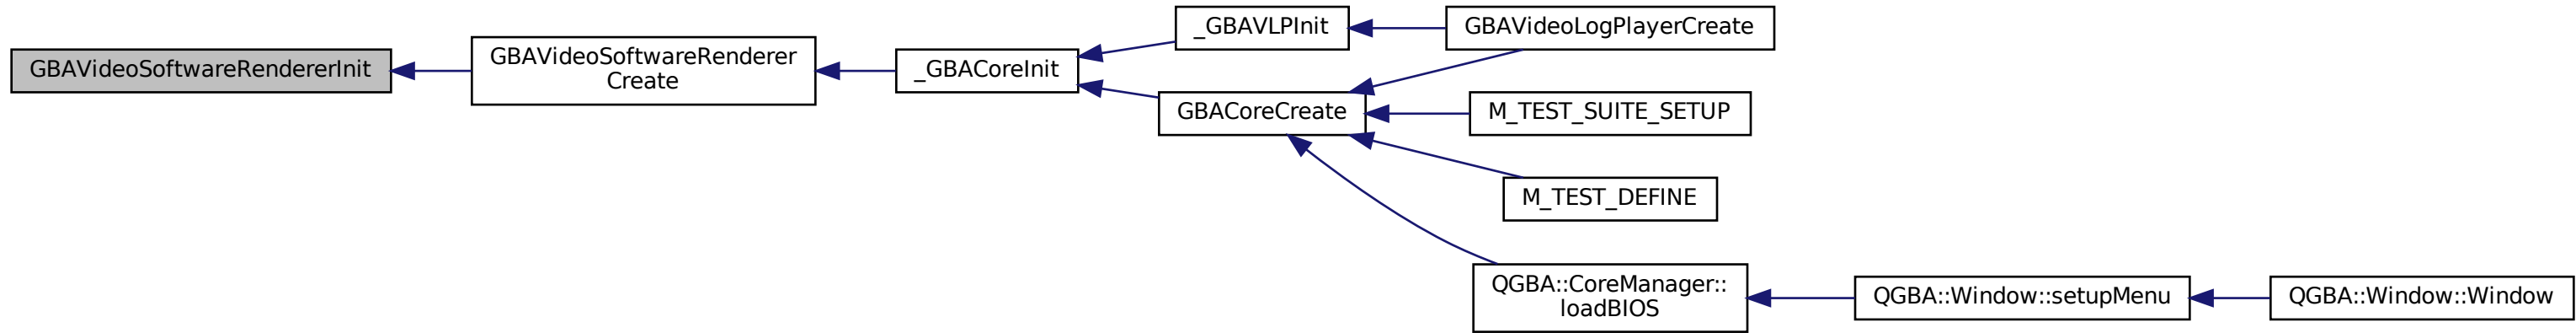 GBAVideoSoftwareRendererInit
GBAVideoSoftwareRenderer
Create
_GBACoreInit
_GBAVLPInit
GBAVideoLogPlayerCreate
GBACoreCreate
M_TEST_SUITE_SETUP
M_TEST_DEFINE
QGBA::CoreManager::
loadBIOS
QGBA::Window::setupMenu
QGBA::Window::Window